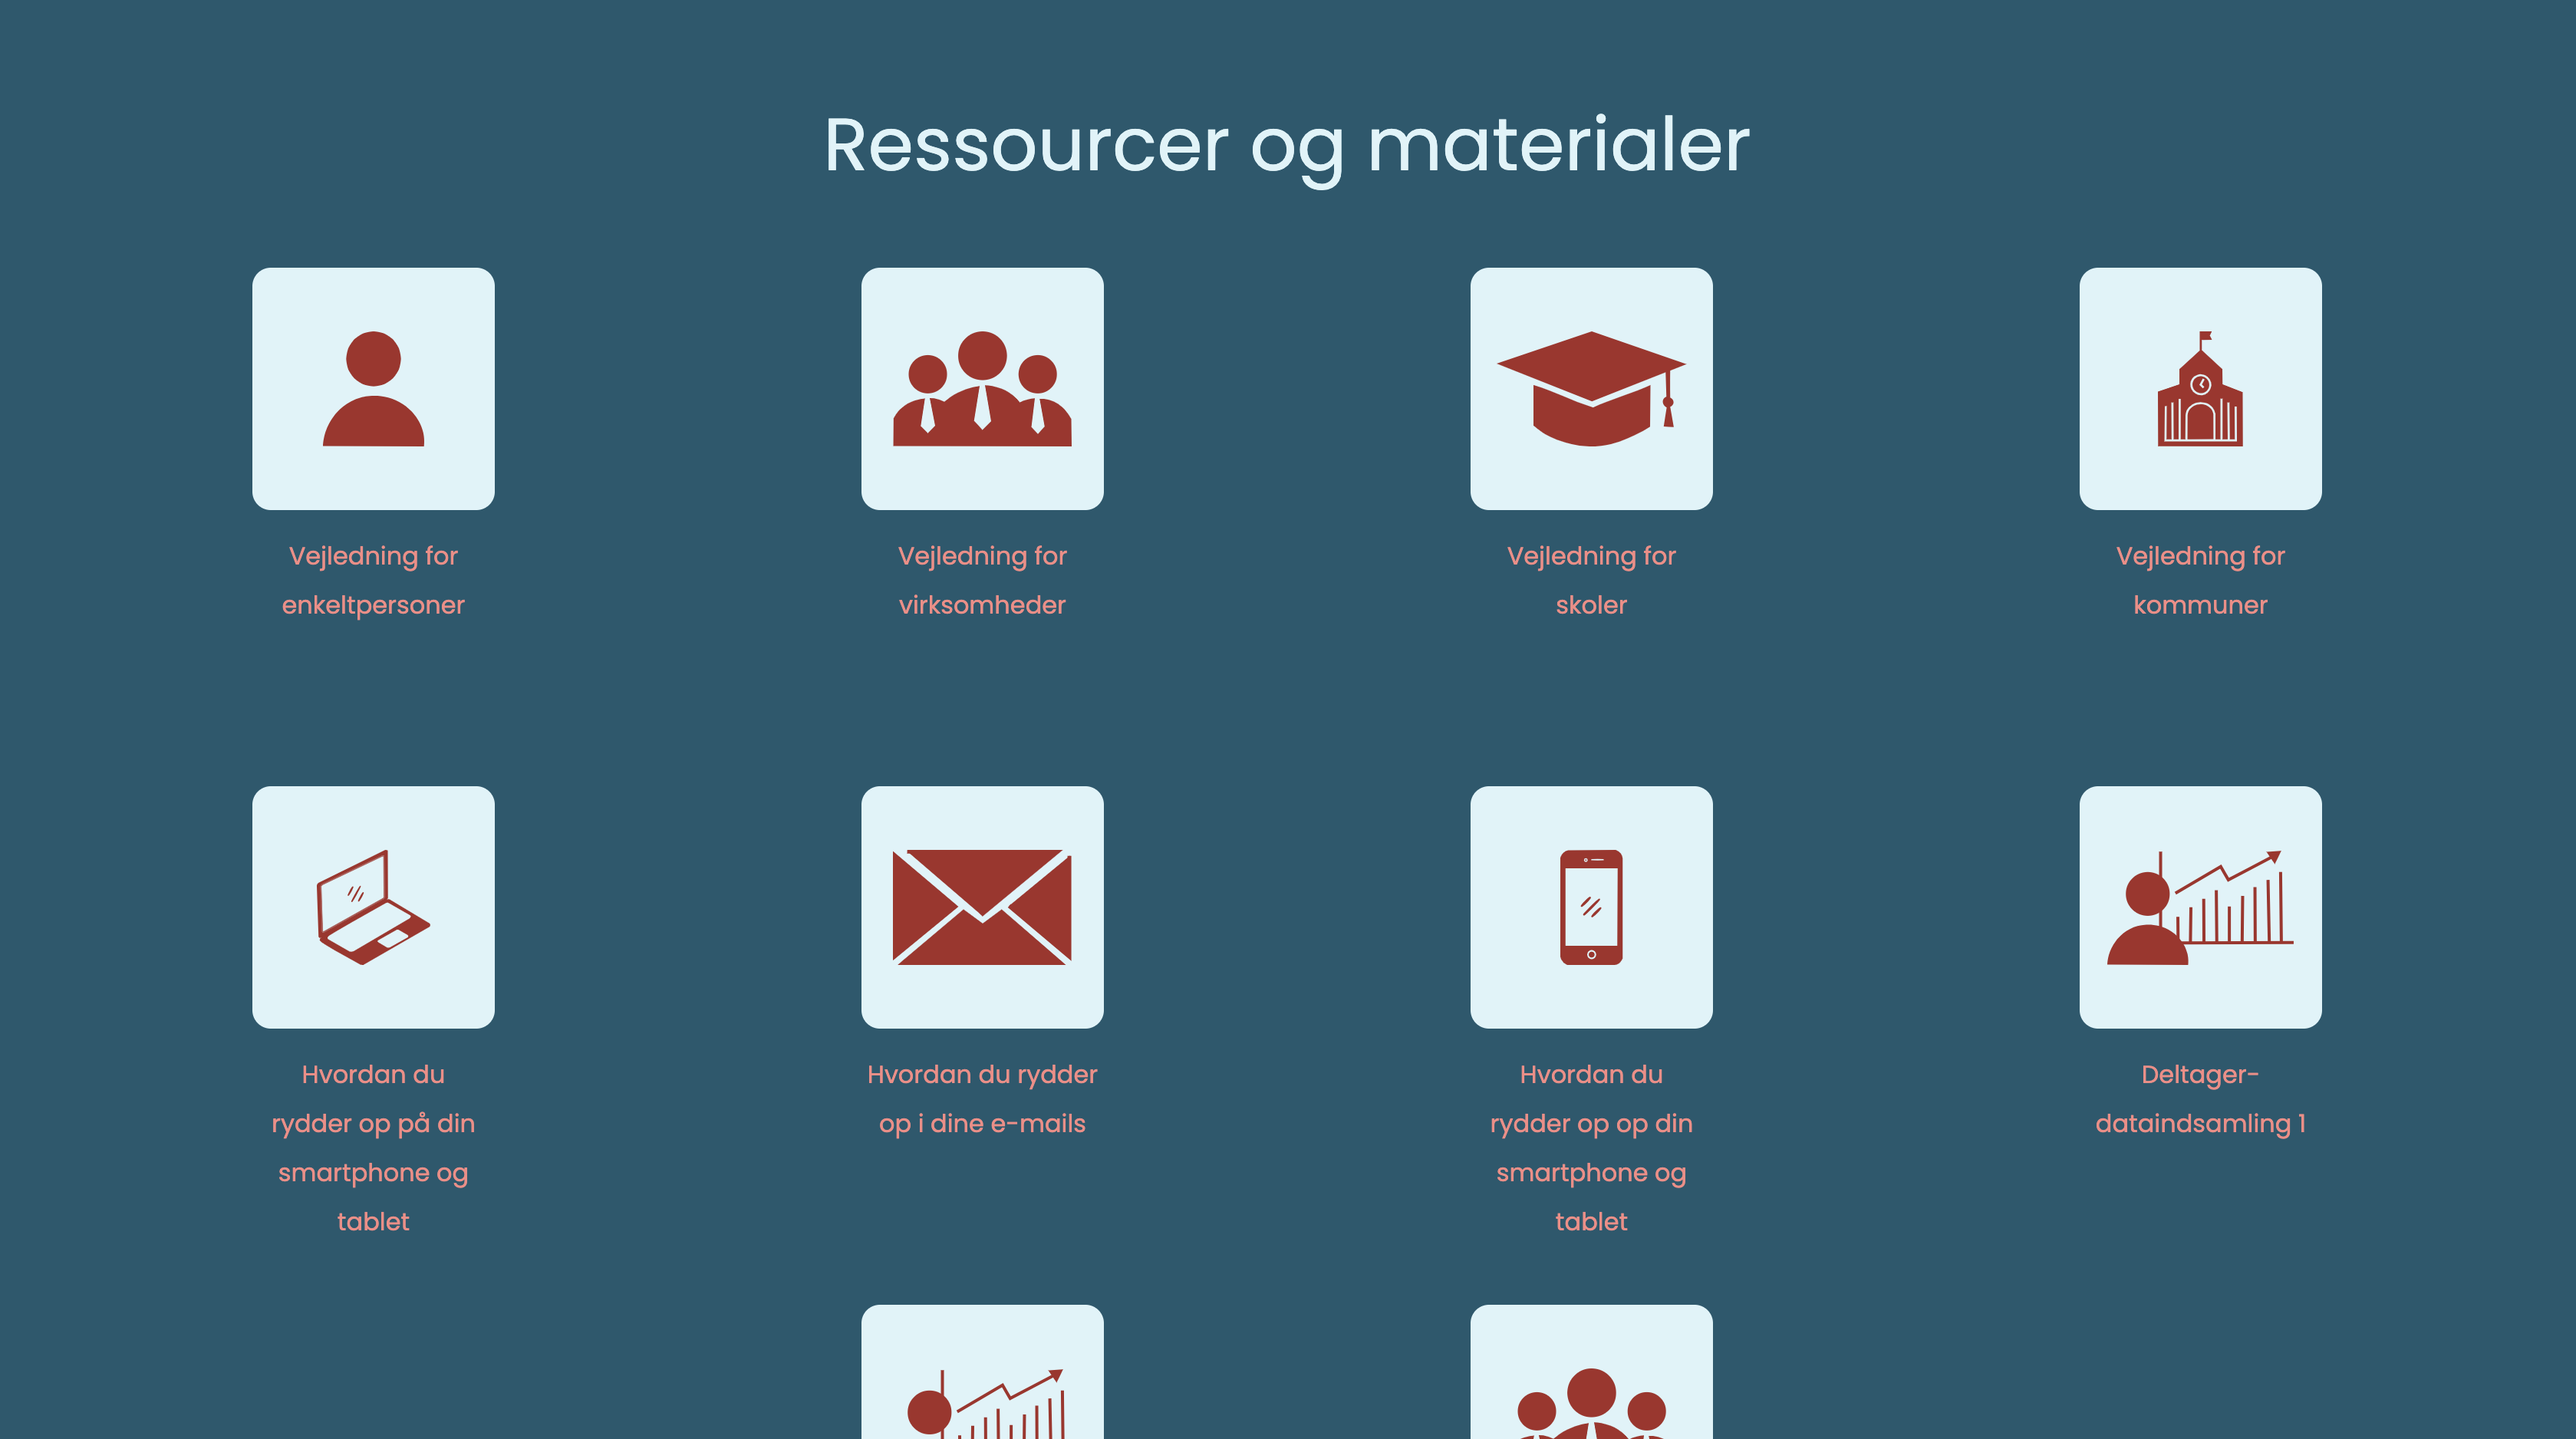 Ressourcer og materialer
Vejledning for
enkeltpersoner
Vejledning for
virksomheder
Vejledning for
skoler
Vejledning for
kommuner
Hvordan du
rydder op på din
smartphone og
tablet
Hvordan du rydder
op i dine e-mails
Hvordan du
rydder op op din
smartphone og
tablet
Deltager-
dataindsamling 1